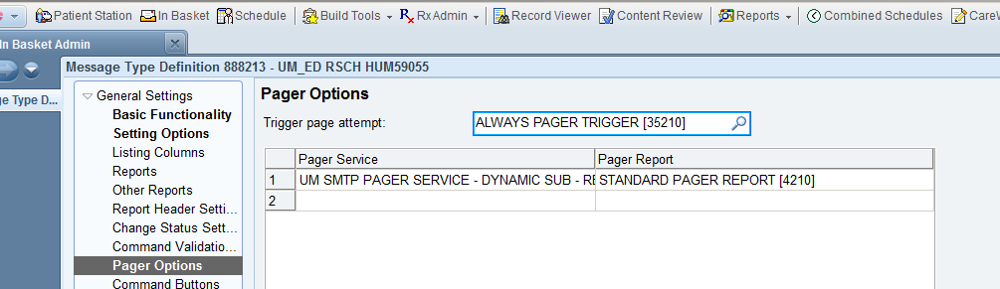 Patient Station In Basket Schedule Build Tools Rx Admin Record Viewer Content Review Reports Combined Schedules
In Basket Admin
Message Type Definition 888213 - UM_ED RSCH HUM59055
ge Type D...
General Settings
Basic Functionality
Setting Options
Listing Columns
Reports
Other Reports
Report Header Setti...
Change Status Sett...
Command Validatio...
Pager Options
Command Buttons
Pager Options
Trigger page attempt: ALWAYS PAGER TRIGGER [35210]
Pager Service Pager Report
1 UM SMTP PAGER SERVICE - DYNAMIC SUB - RE STANDARD PAGER REPORT [4210]
2